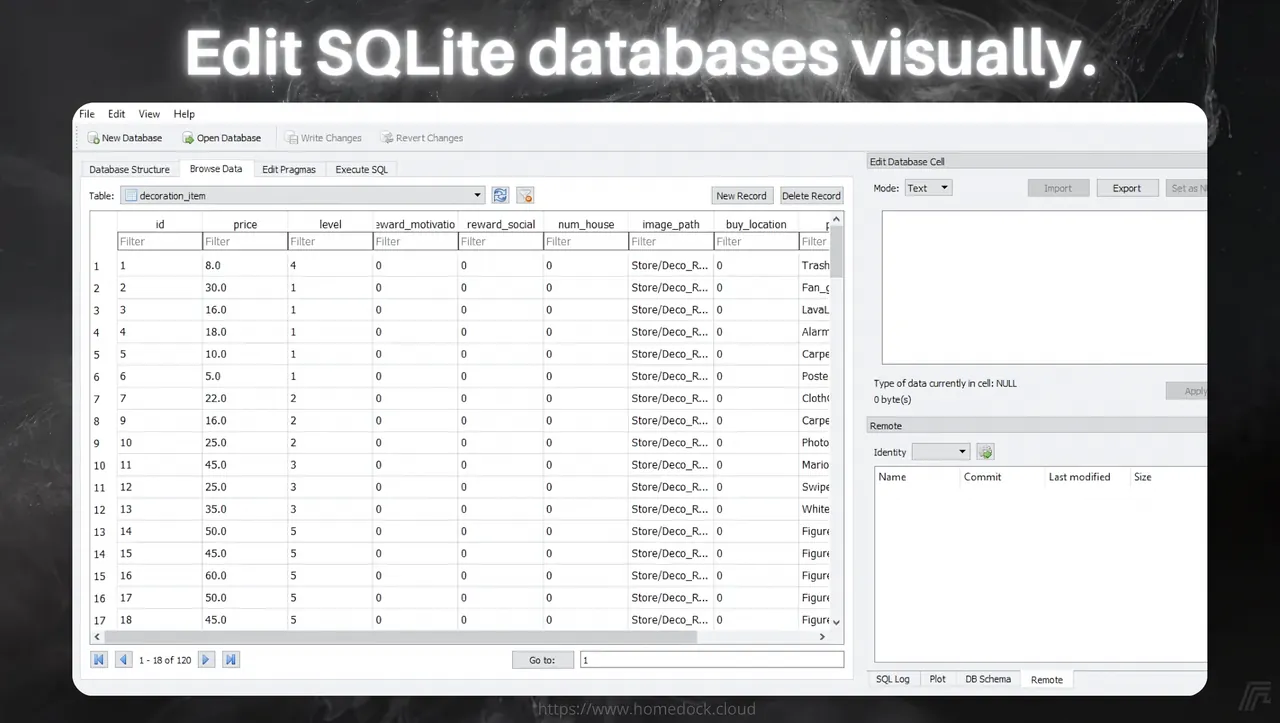 Edit SQLite databases visually.
File Edit View Help
New Database Open Database Write Changes Revert Changes
Database Structure Browse Data Edit Pragmas Execute SQL
Table: decoration_item New Record Delete Record
id price level eward_motivatio reward_social num_house image_path buy_location
Filter Filter Filter Filter Filter Filter Filter Filter Filter
1 1 8.0 4 0 0 0 Store/Deco_R... 0 Trash
2 2 30.0 1 0 0 0 Store/Deco_R... 0 Fan_g
3 3 16.0 1 0 0 0 Store/Deco_R... 0 LavaL
4 4 18.0 1 0 0 0 Store/Deco_R... 0 Alarm
5 5 10.0 1 0 0 0 Store/Deco_R... 0 Carpe
6 6 5.0 1 0 0 0 Store/Deco_R... 0 Poste
7 7 22.0 2 0 0 0 Store/Deco_R... 0 Cloth
8 9 16.0 2 0 0 0 Store/Deco_R... 0 Carpe
9 10 25.0 2 0 0 0 Store/Deco_R... 0 Photo
10 11 45.0 3 0 0 0 Store/Deco_R... 0 Mario
11 12 25.0 3 0 0 0 Store/Deco_R... 0 Swipe
12 13 35.0 3 0 0 0 Store/Deco_R... 0 White
13 14 50.0 5 0 0 0 Store/Deco_R... 0 Figure
14 15 45.0 5 0 0 0 Store/Deco_R... 0 Figure
15 16 60.0 5 0 0 0 Store/Deco_R... 0 Figure
16 17 50.0 5 0 0 0 Store/Deco_R... 0 Figure
17 18 45.0 5 0 0 0 Store/Deco_R... 0 Figure
1 - 18 of 120 Go to: 1
Edit Database Cell
Mode: Text Import Export Set as N
Type of data currently in cell: NULL
0 byte(s)
Apply
Remote
Identity
Name Commit Last modified Size
SQL Log Plot DB Schema Remote
https://www.homedock.cloud